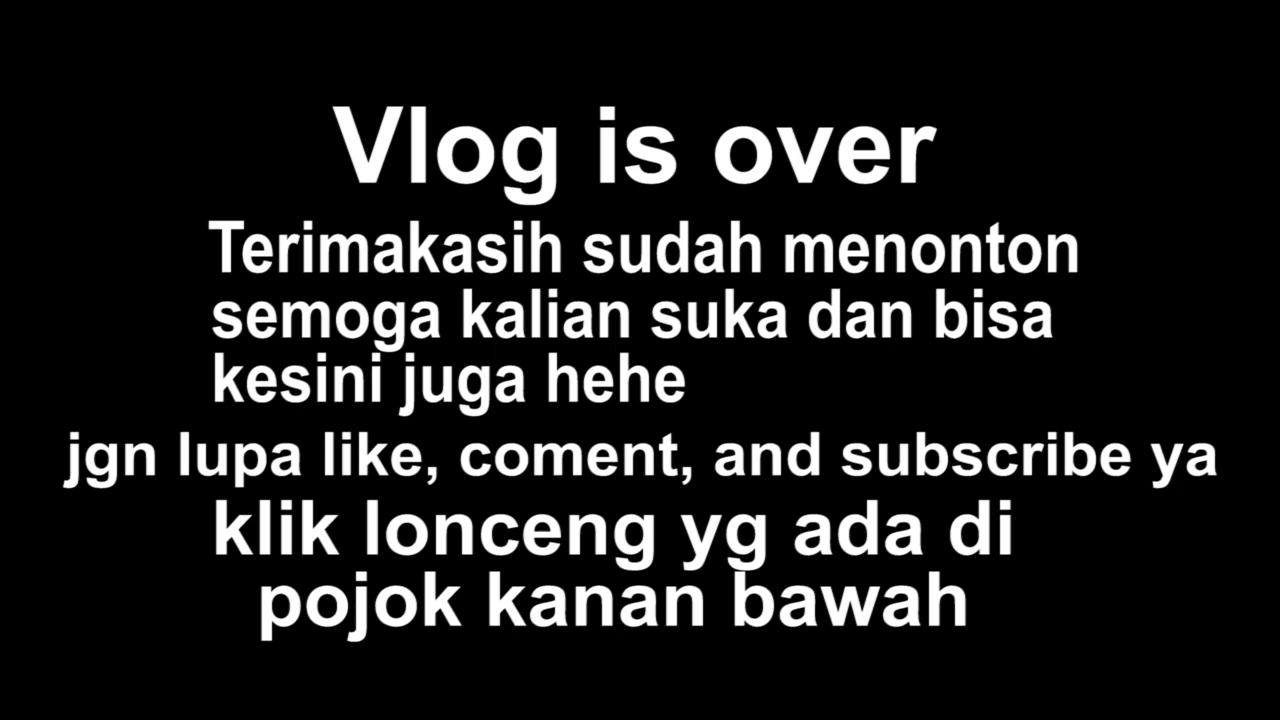 Vlog is over
Terimakasih sudah menonton
semoga kalian suka dan bisa
kesini juga hehe
jgn lupa like, coment, and subscribe ya
klik lonceng yg ada di
pojok kanan bawah